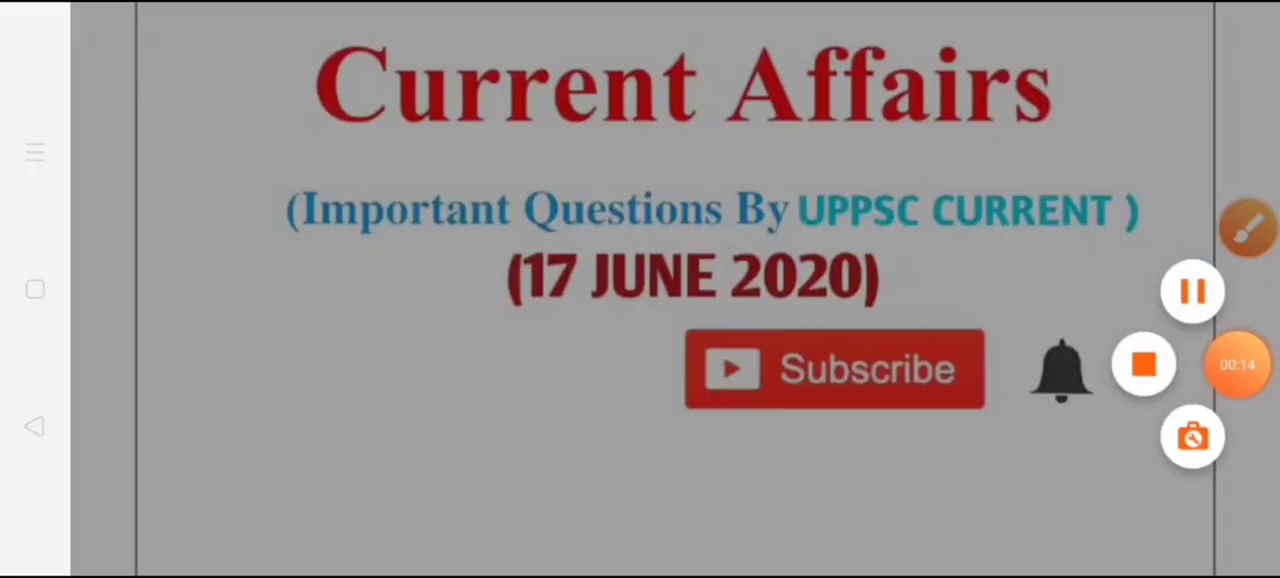 Current Affairs
(Important Questions By UPPSC CURRENT )
(17 JUNE 2020)
Subscribe
00:14